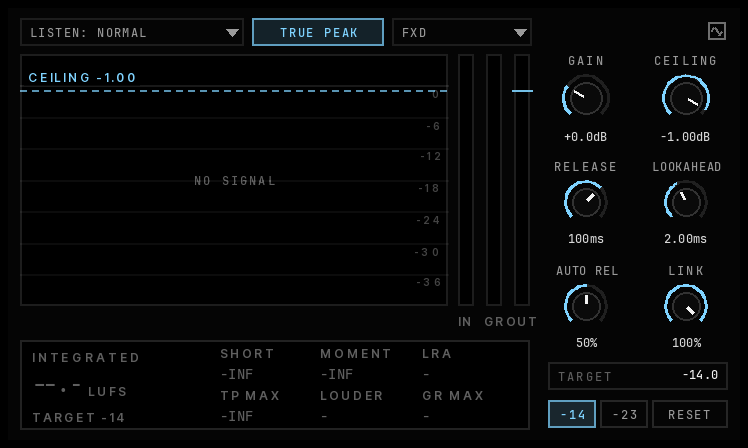 LISTEN: NORMAL
TRUE PEAK
FXD
CEILING -1.00
0
-6
-12
NO SIGNAL
-18
-24
-30
-36
IN GR OUT
GAIN CEILING
+0.0dB -1.00dB
RELEASE LOOKAHEAD
100ms 2.00ms
AUTO REL LINK
50% 100%
INTEGRATED
--.- LUFS
TARGET -14
SHORT MOMENT LRA
-INF -INF -
TP MAX LOUDER GR MAX
-INF - -
TARGET -14.0
-14 -23 RESET